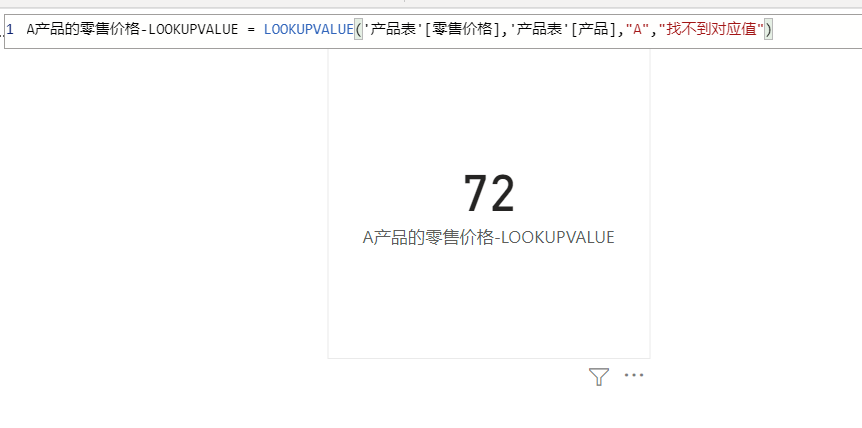 1 A产品的零售价格-LOOKUPVALUE = LOOKUPVALUE('产品表'[零售价格],'产品表'[产品],"A","找不到对应值")
72
A产品的零售价格-LOOKUPVALUE